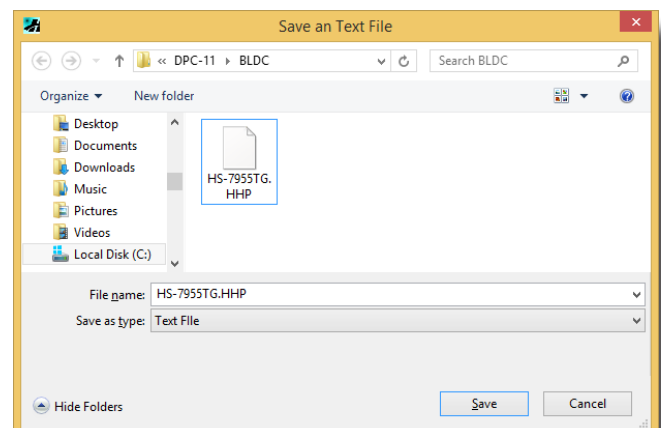 Save an Text File
« DPC-11 BLDC
Search BLDC
Organize
New folder
Desktop
Documents
Downloads
Music
Pictures
Videos
Local Disk (C:)
HS-7955TG.
HHP
File name: HS-7955TG.HHP
Save as type: Text FIle
Hide Folders
Save
Cancel